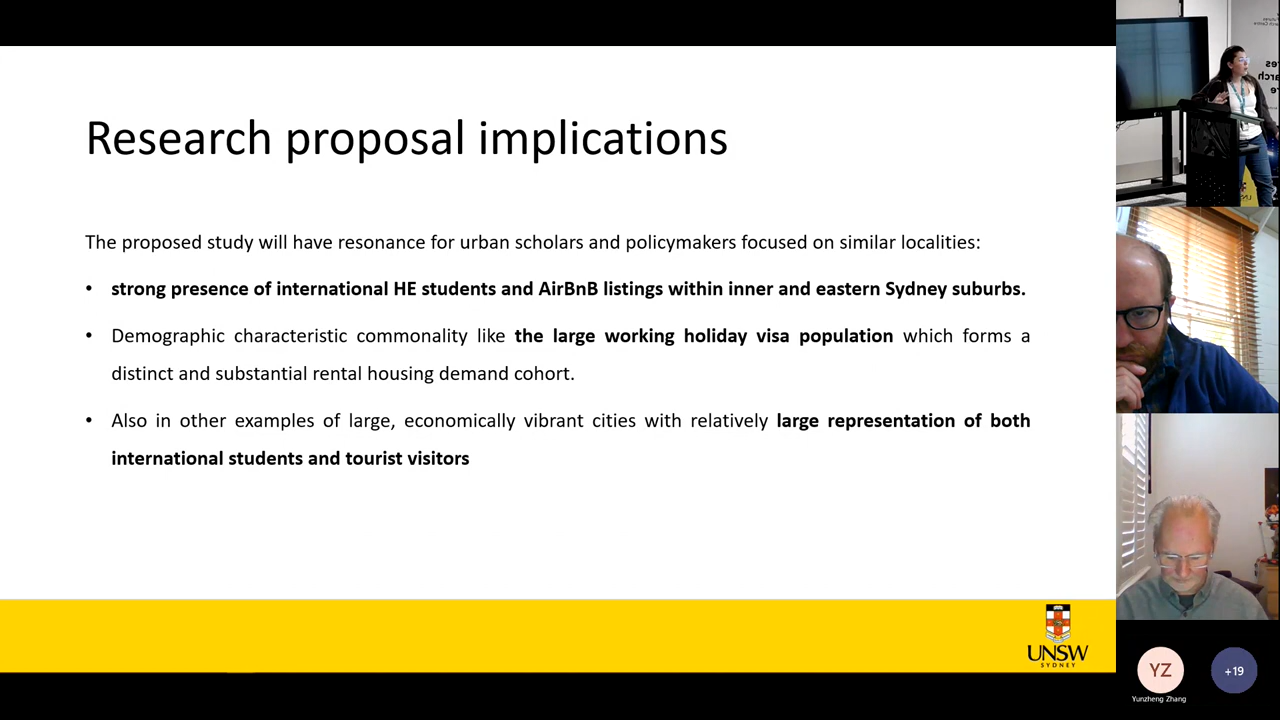 Research proposal implications
The proposed study will have resonance for urban scholars and policymakers focused on similar localities:
• strong presence of international HE students and AirBnB listings within inner and eastern Sydney suburbs.
• Demographic characteristic commonality like the large working holiday visa population which forms a
distinct and substantial rental housing demand cohort.
• Also in other examples of large, economically vibrant cities with relatively large representation of both
international students and tourist visitors
UNSW
SYDNEY
YZ
+19
Yunzheng Zhang